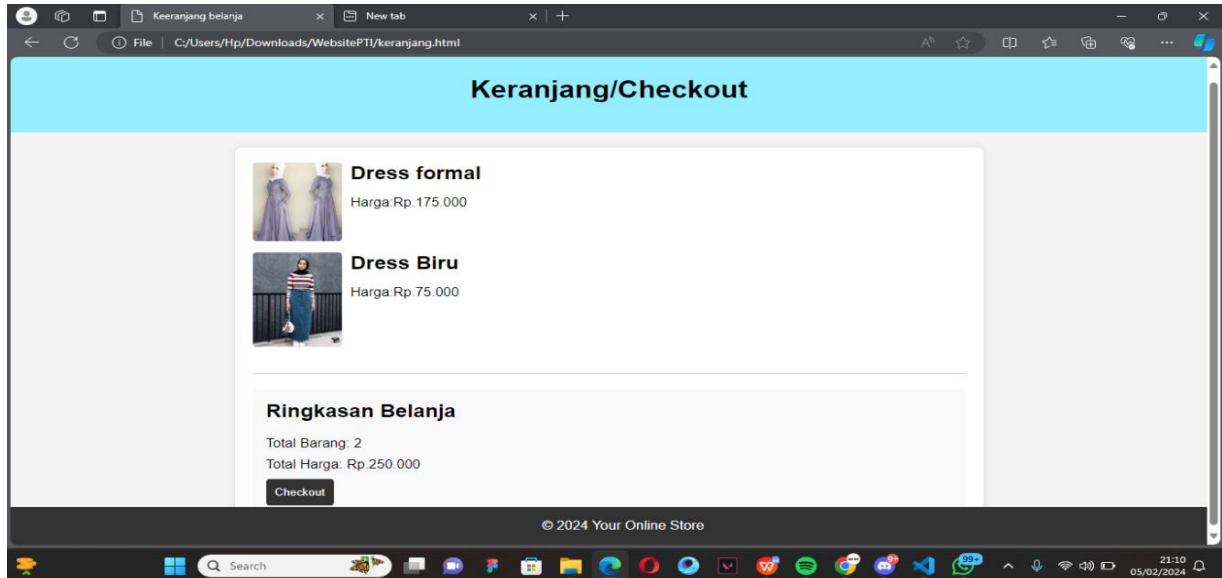 Keeranjang belanja
New tab
File
C:/Users/Hp/Downloads/WebsitePTI/keranjang.html
Keranjang/Checkout
Dress formal
Harga:Rp.175.000
Dress Biru
Harga:Rp.75.000
Ringkasan Belanja
Total Barang: 2
Total Harga: Rp.250.000
Checkout
© 2024 Your Online Store
Search
99+
21:10
05/02/2024